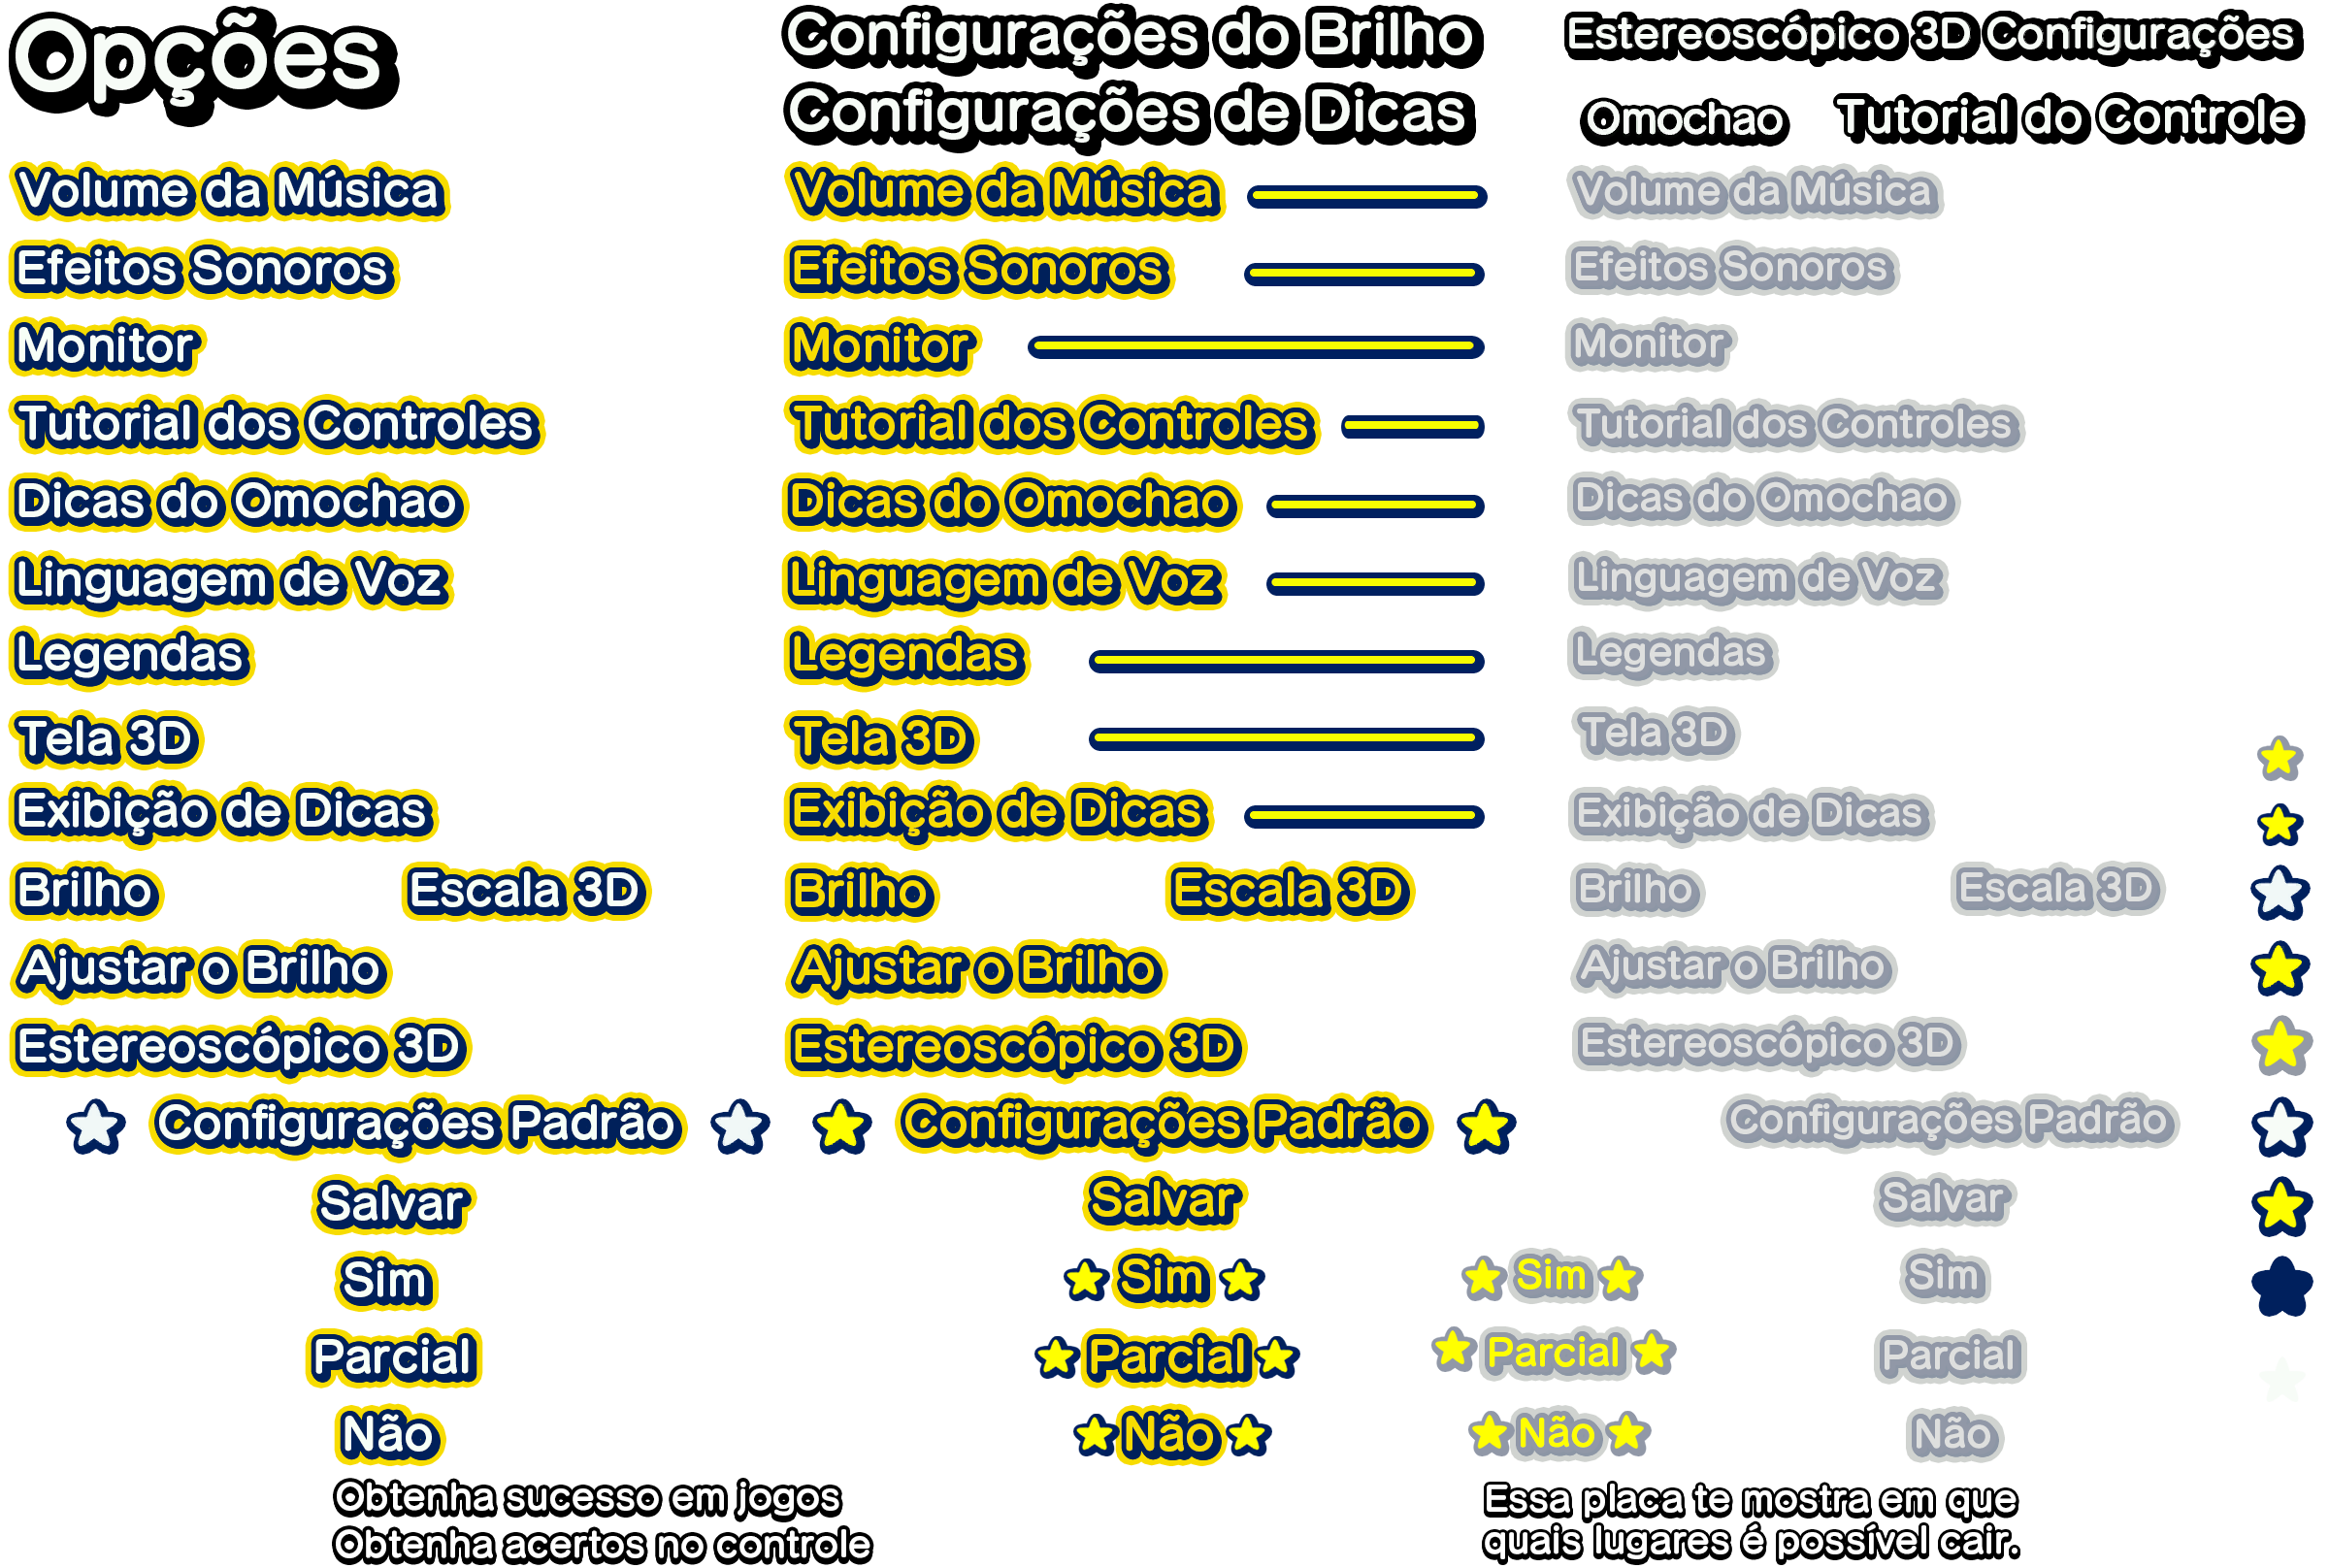 Opções
Configurações do Brilho
Estereoscópico 3D Configurações
Configurações de Dicas
Omochao
Tutorial do Controle
Volume da Música
Volume da Música
Volume da Música
Efeitos Sonoros
Efeitos Sonoros
Efeitos Sonoros
Monitor
Monitor
Monitor
Tutorial dos Controles
Tutorial dos Controles
Tutorial dos Controles
Dicas do Omochao
Dicas do Omochao
Dicas do Omochao
Linguagem de Voz
Linguagem de Voz
Linguagem de Voz
Legendas
Legendas
Legendas
Tela 3D
Tela 3D
Tela 3D
Exibição de Dicas
Exibição de Dicas
Exibição de Dicas
Brilho
Escala 3D
Brilho
Escala 3D
Brilho
Escala 3D
Ajustar o Brilho
Ajustar o Brilho
Ajustar o Brilho
Estereoscópico 3D
Estereoscópico 3D
Estereoscópico 3D
Configurações Padrão
Configurações Padrão
Configurações Padrão
Salvar
Salvar
Salvar
Sim
Sim
Sim
Sim
Parcial
Parcial
Parcial
Parcial
Não
Não
Não
Não
Obtenha sucesso em jogos
Obtenha acertos no controle
Essa placa te mostra em que
quais lugares é possível cair.